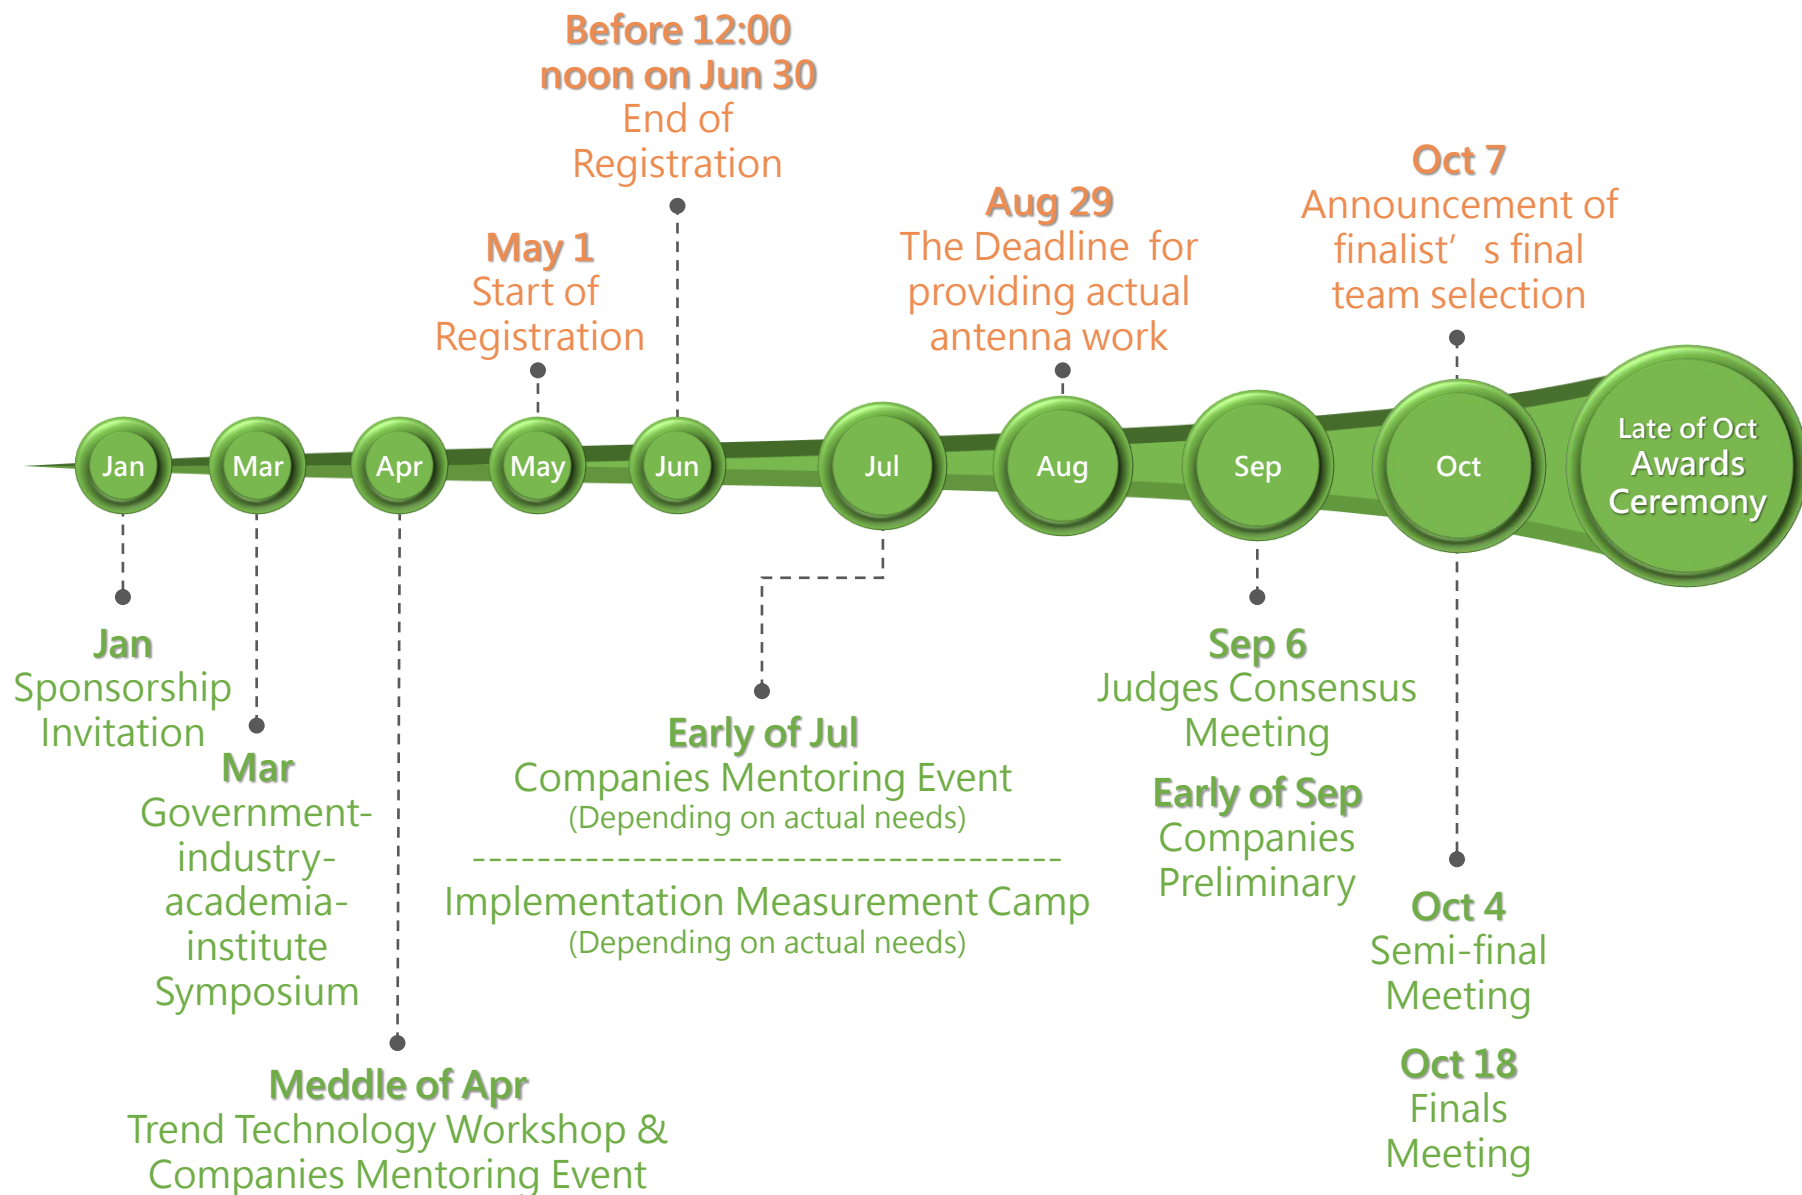 Before 12:00
noon on Jun 30
End of
Registration
May 1
Start of
Registration
Aug 29
The Deadline for
providing actual
antenna work
Oct 7
Announcement of
finalist’ s final
team selection
Jan
Mar
Apr
May
Jun
Jul
Aug
Sep
Oct
Late of Oct
Awards
Ceremony
Jan
Sponsorship
Invitation
Mar
Government-
industry-
academia-
institute
Symposium
Meddle of Apr
Trend Technology Workshop &
Companies Mentoring Event
Early of Jul
Companies Mentoring Event
(Depending on actual needs)
Implementation Measurement Camp
(Depending on actual needs)
Sep 6
Judges Consensus
Meeting
Early of Sep
Companies
Preliminary
Oct 4
Semi-final
Meeting
Oct 18
Finals
Meeting